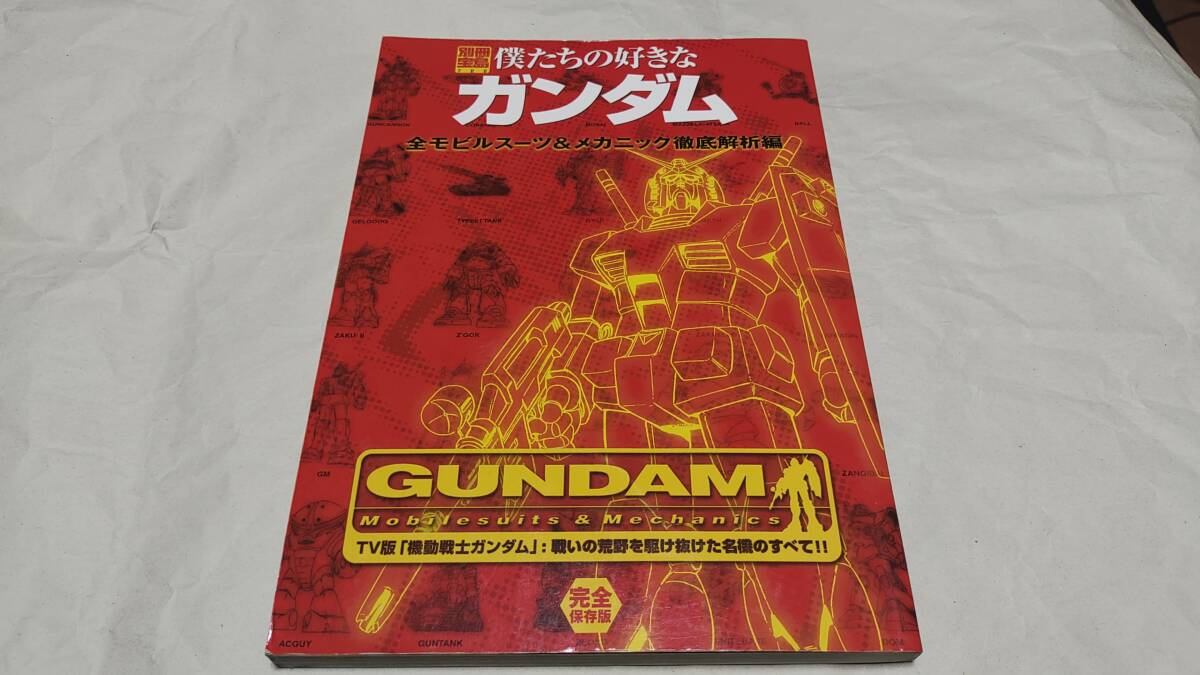 別冊宝島
僕たちの好きな
ガンダム
全モビルスーツ&メカニック徹底解析編
GUNCANNON
BALL
GELGOOG
ZAKU II
Z'GOK
GM
GUNDAM
Mobilesuits & Mechanics
TV版「機動戦士ガンダム」:戦いの荒野を駆け抜けた名機のすべて!!
完全
保存版
ACGUY
GUNTANK
DOM